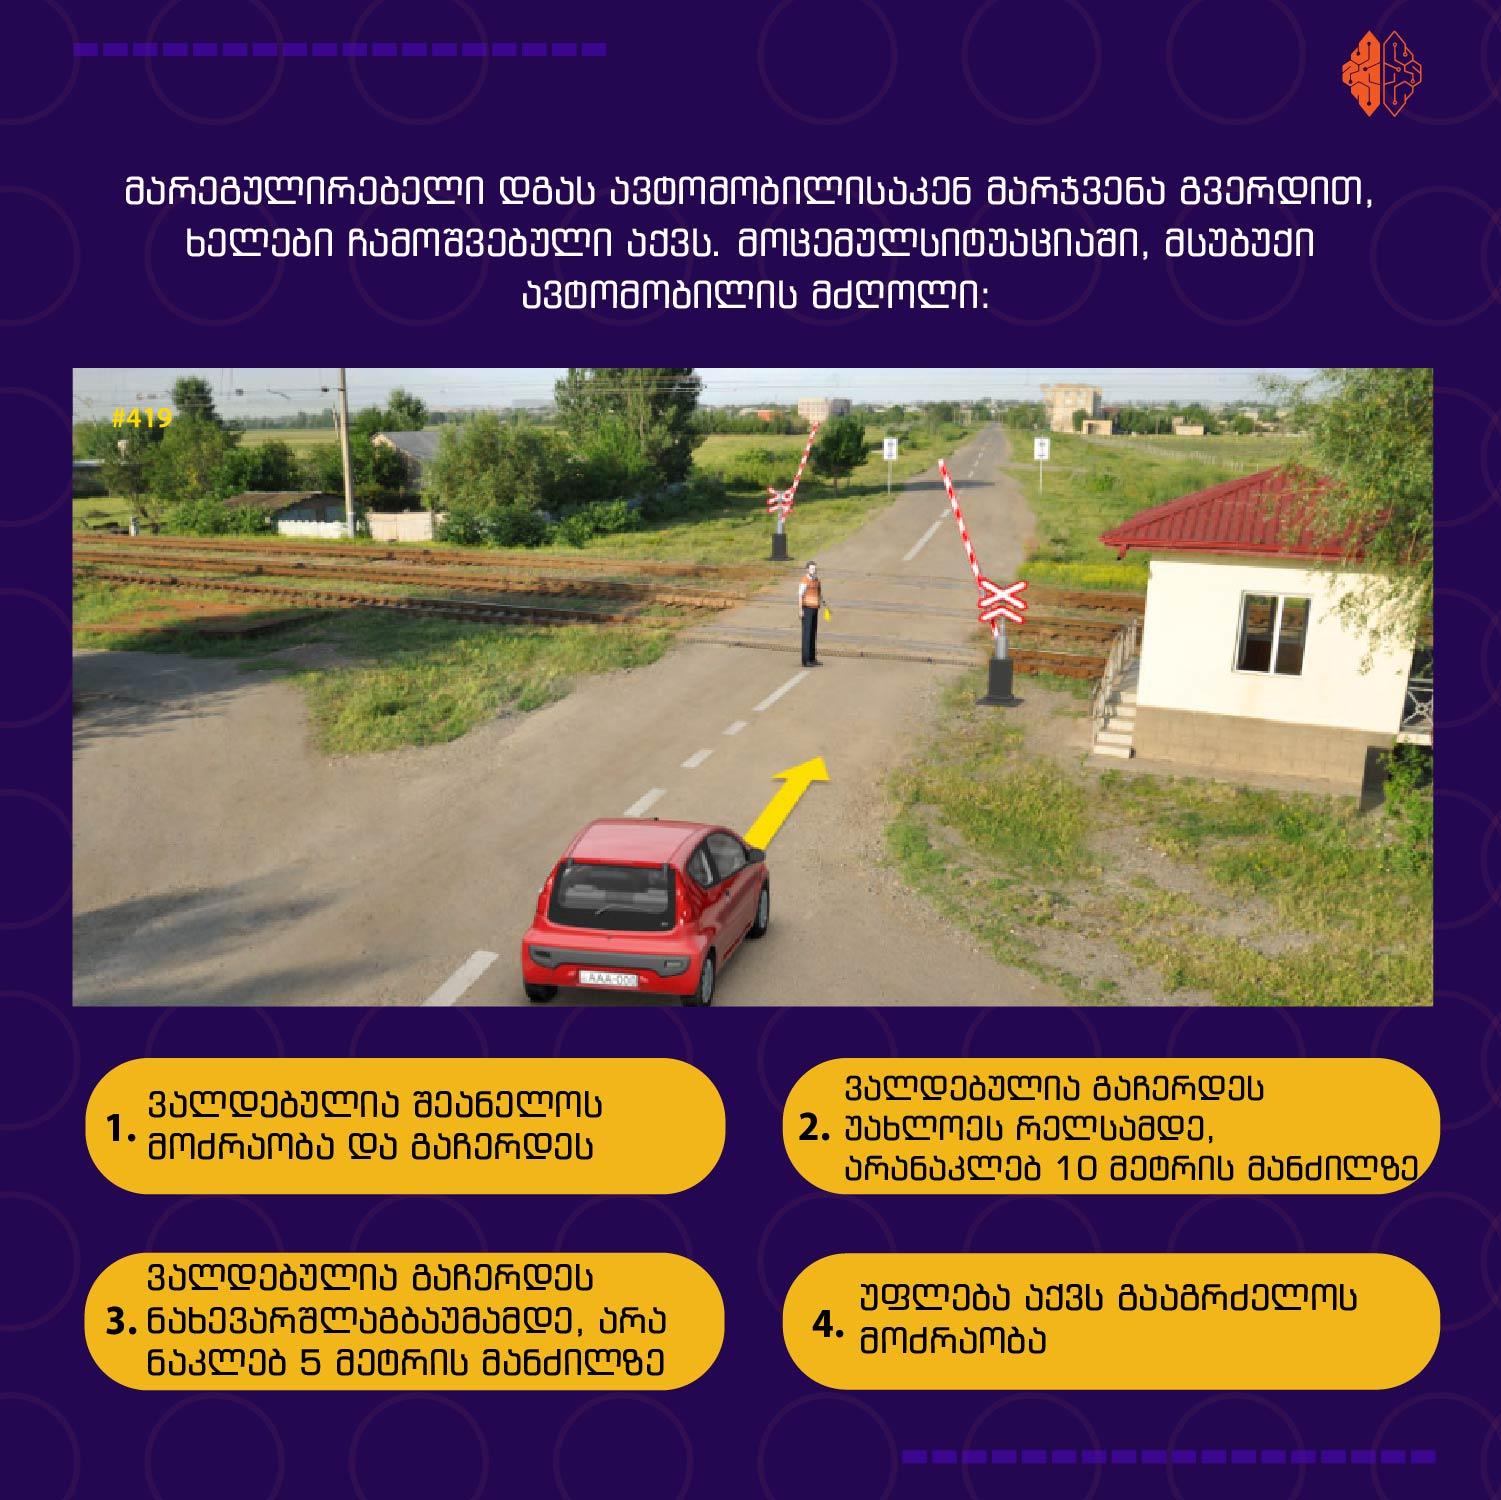 მარეგულირებელი დგას ავტომობილისაკენ მარჯვენა გვერდით,
ხელები ჩამოშვებული აქვს. მოცემულსიტუაციაში, მსუბუქი
ავტომობილის მძღოლი:
#419
AAA-000
1. ვალდებულია შეანელოს
მოძრაობა და გაჩერდეს
2. ვალდებულია გაჩერდეს
უახლოეს რელსამდე,
არანაკლებ 10 მეტრის მანძილზე
3. ვალდებულია გაჩერდეს
ნახევარშლაგბაუმამდე, არა
ნაკლებ 5 მეტრის მანძილზე
4. უფლება აქვს გააგრძელოს
მოძრაობა